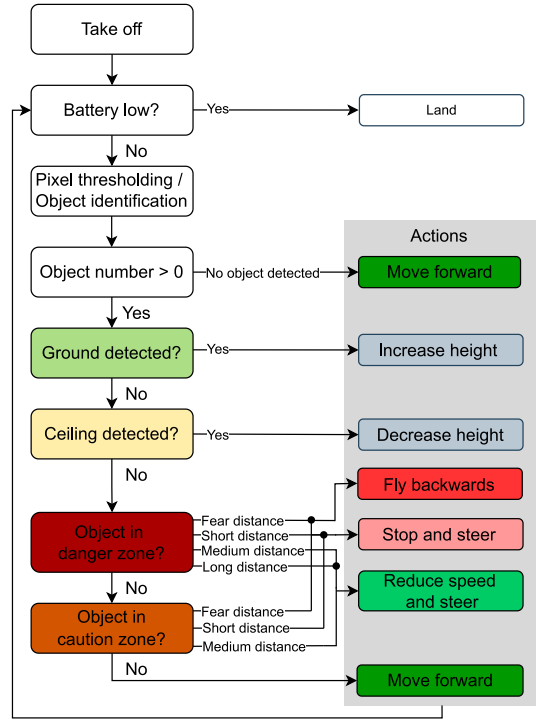 Take off
Battery low?
Yes
Land
No
Pixel thresholding /
Object identification
Actions
Object number > 0
No object detected
Move forward
Yes
Ground detected?
Yes
Increase height
No
Ceiling detected?
Yes
Decrease height
No
Fly backwards
Object in
danger zone?
Fear distance
Short distance
Medium distance
Long distance
Stop and steer
Reduce speed
and steer
No
Object in
caution zone?
Fear distance
Short distance
Medium distance
No
Move forward